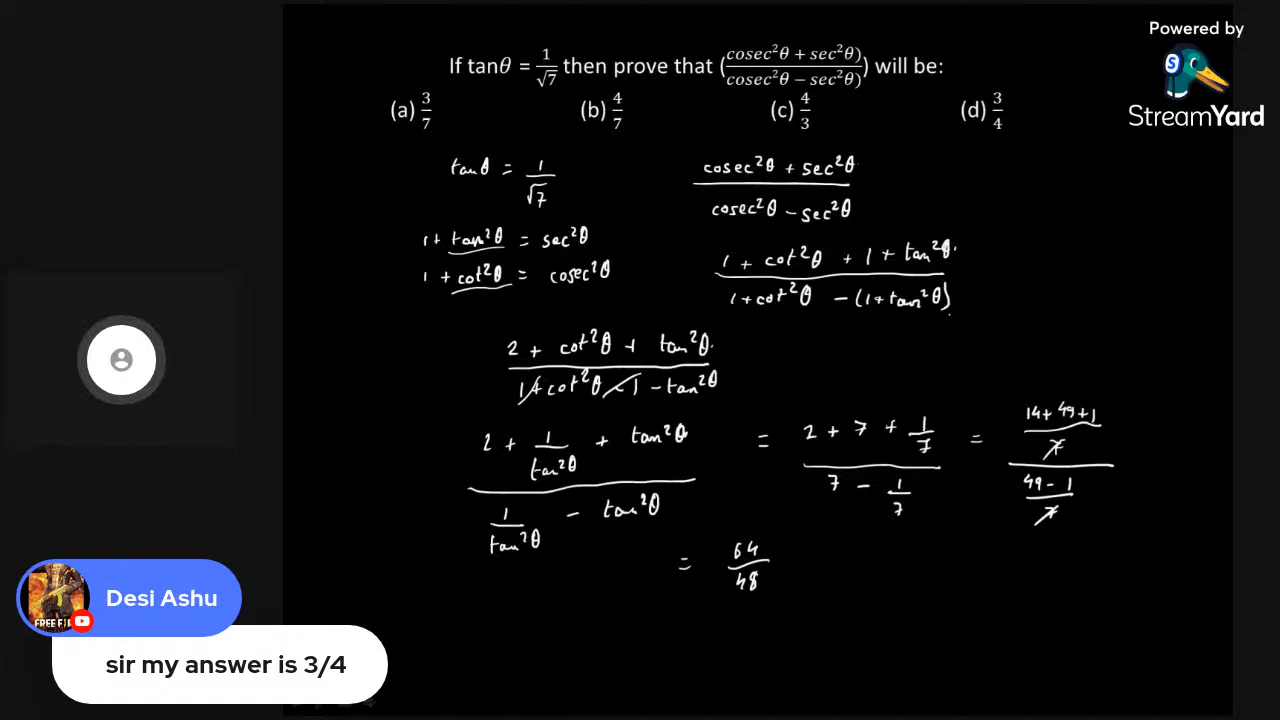 Powered by
StreamYard
If tanθ = 1/√7 then prove that ((cosec²θ + sec²θ)/(cosec²θ − sec²θ)) will be:
(a) 3/7 (b) 4/7 (c) 4/3 (d) 3/4
tanθ = 1/√7
(cosec²θ + sec²θ)/(cosec²θ − sec²θ)
1 + tan²θ = sec²θ
1 + cot²θ = cosec²θ
(1 + cot²θ + 1 + tan²θ)/(1 + cot²θ − (1 + tan²θ))
(2 + cot²θ + tan²θ)/(1 + cot²θ − 1 − tan²θ)
(2 + 1/tan²θ + tan²θ)/(1/tan²θ − tan²θ) = (2 + 7 + 1/7)/(7 − 1/7) = ((14 + 49 + 1)/7)/((49 − 1)/7)
= 64/48
FREE FI
Desi Ashu
sir my answer is 3/4